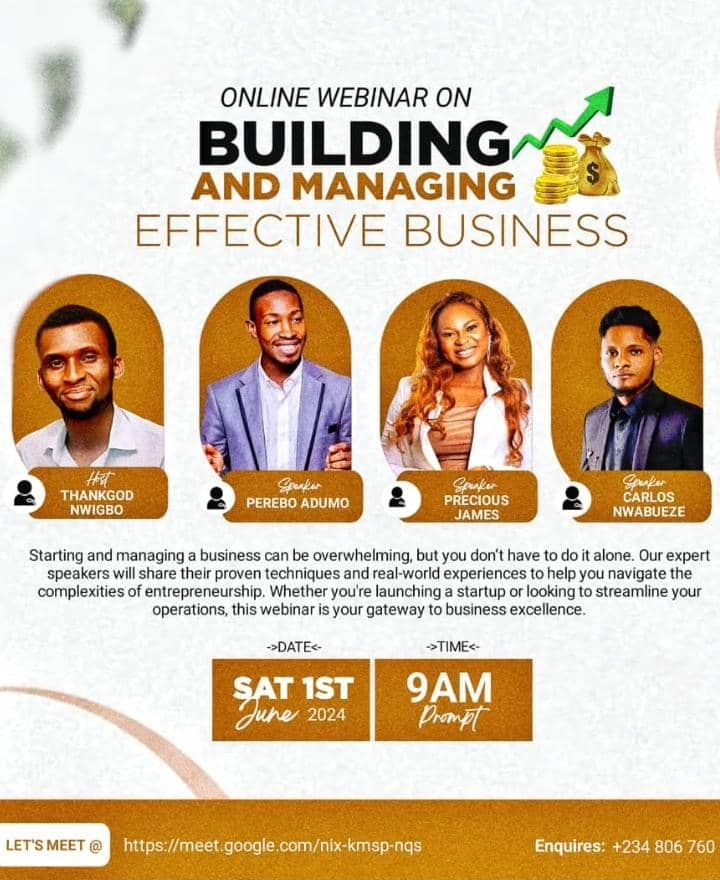 ONLINE WEBINAR ON
BUILDING
$
AND MANAGING
EFFECTIVE BUSINESS
Host
THANKGOD
NWIGBO
Speaker
PEREBO ADUMO
Speaker
PRECIOUS
JAMES
Speaker
CARLOS
NWABUEZE
Starting and managing a business can be overwhelming, but you don't have to do it alone. Our expert
speakers will share their proven techniques and real-world experiences to help you navigate the
complexities of entrepreneurship. Whether you're launching a startup or looking to streamline your
operations, this webinar is your gateway to business excellence.
->DATE<-
->TIME<-
SAT 1ST
June 2024
9AM
Prompt
LET'S MEET @
https://meet.google.com/nix-kmsp-nqs
Enquires: +234 806 760